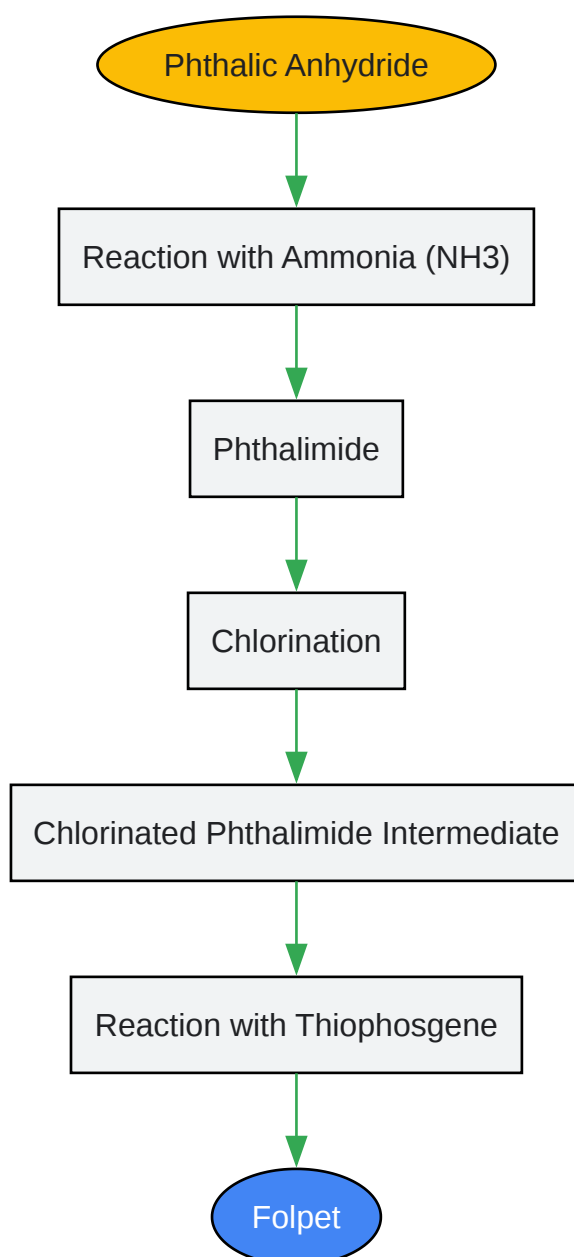 Phthalic Anhydride
Reaction with Ammonia (NH3)
Phthalimide
Chlorination
Chlorinated Phthalimide Intermediate
Reaction with Thiophosgene
Folpet